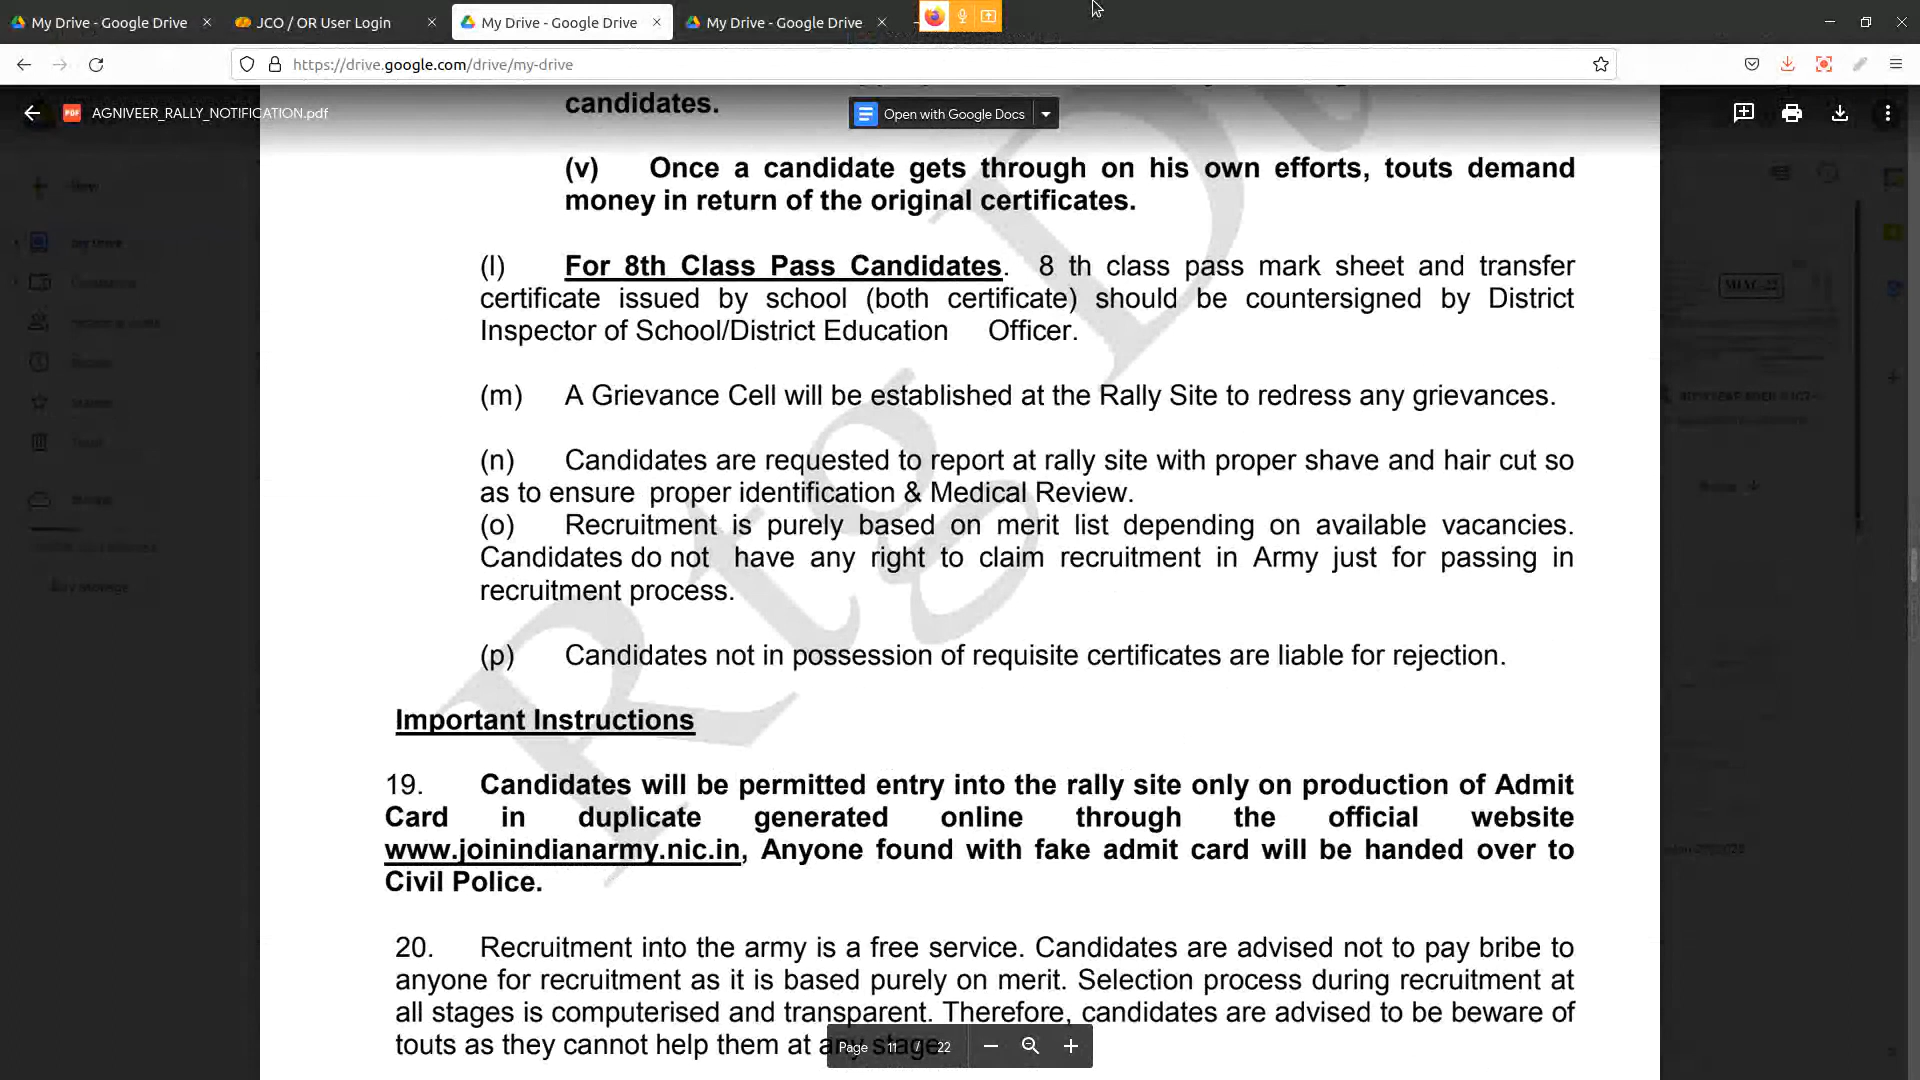 My Drive - Google Drive
JCO / OR User Login
My Drive - Google Drive
My Drive - Google Drive
https://drive.google.com/drive/my-drive
PDF
AGNIVEER_RALLY_NOTIFICATION.pdf
Open with Google Docs
candidates.
(v) Once a candidate gets through on his own efforts, touts demand
money in return of the original certificates.
(l) For 8th Class Pass Candidates. 8 th class pass mark sheet and transfer
certificate issued by school (both certificate) should be countersigned by District
Inspector of School/District Education Officer.
(m) A Grievance Cell will be established at the Rally Site to redress any grievances.
(n) Candidates are requested to report at rally site with proper shave and hair cut so
as to ensure proper identification & Medical Review.
(o) Recruitment is purely based on merit list depending on available vacancies.
Candidates do not have any right to claim recruitment in Army just for passing in
recruitment process.
(p) Candidates not in possession of requisite certificates are liable for rejection.
Important Instructions
19. Candidates will be permitted entry into the rally site only on production of Admit
Card in duplicate generated online through the official website
www.joinindianarmy.nic.in, Anyone found with fake admit card will be handed over to
Civil Police.
20. Recruitment into the army is a free service. Candidates are advised not to pay bribe to
anyone for recruitment as it is based purely on merit. Selection process during recruitment at
all stages is computerised and transparent. Therefore, candidates are advised to be beware of
touts as they cannot help them at any stage
Page 11 / 22
New
My Drive
Buy storage
Rtg D